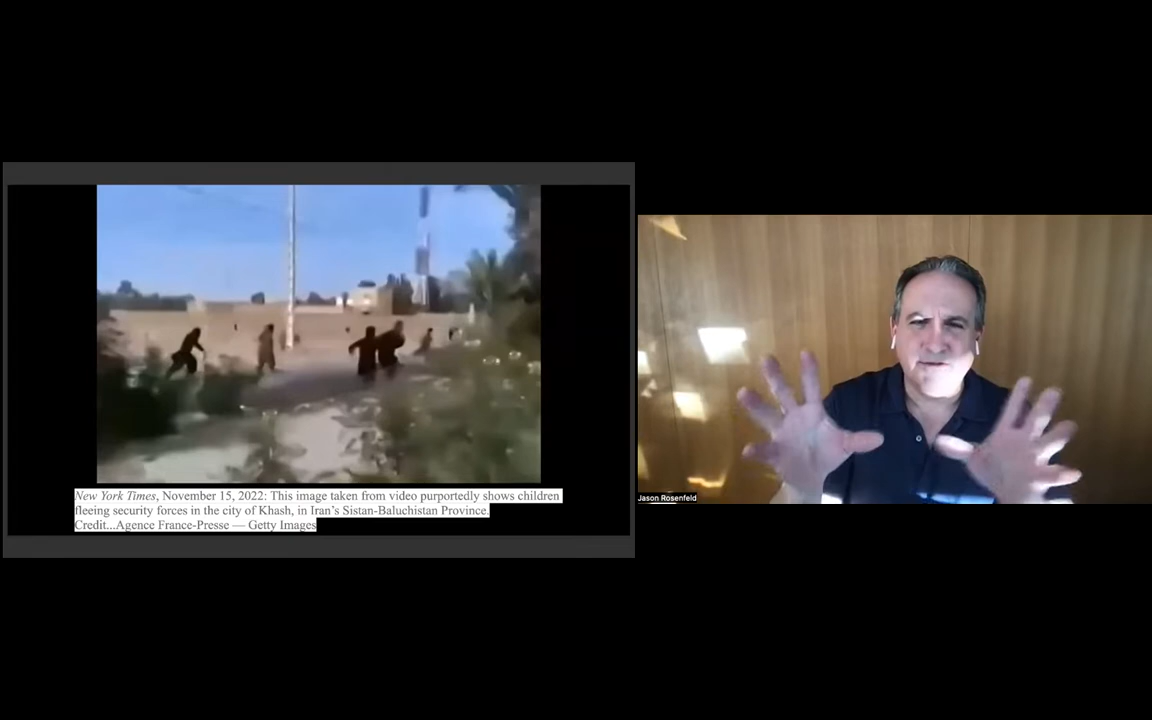 New York Times, November 15, 2022: This image taken from video purportedly shows children
fleeing security forces in the city of Khash, in Iran’s Sistan-Baluchistan Province.
Credit...Agence France-Presse — Getty Images
Jason Rosenfeld